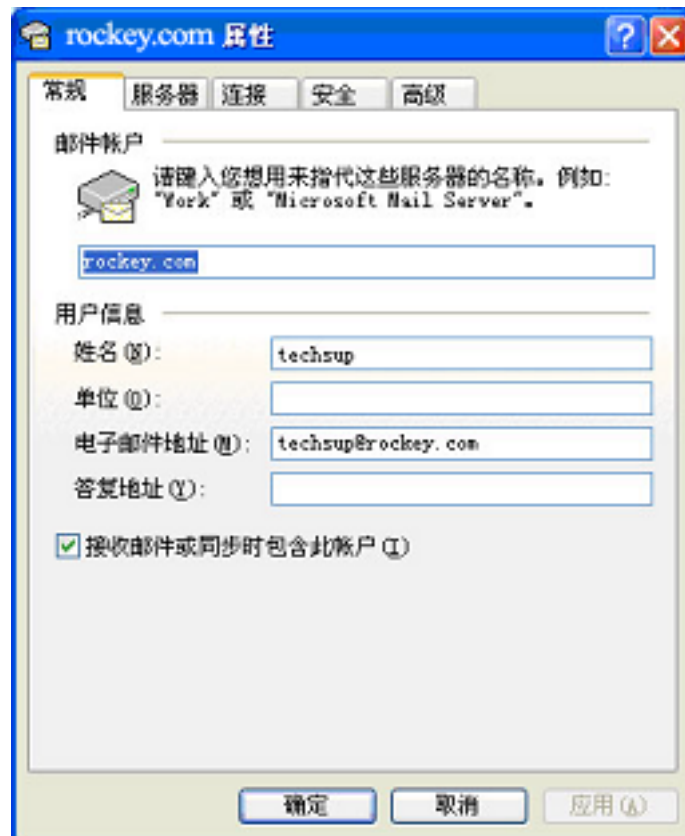 rockey.com 属性
常规 服务器 连接 安全 高级
邮件帐户
请键入您想用来指代这些服务器的名称。例如:
"Work" 或 "Microsoft Mail Server"。
rockey.com
用户信息
姓名(N): techsup
单位(O):
电子邮件地址(M): techsup@rockey.com
答复地址(Y):
接收邮件或同步时包含此帐户(I)
确定 取消 应用(A)